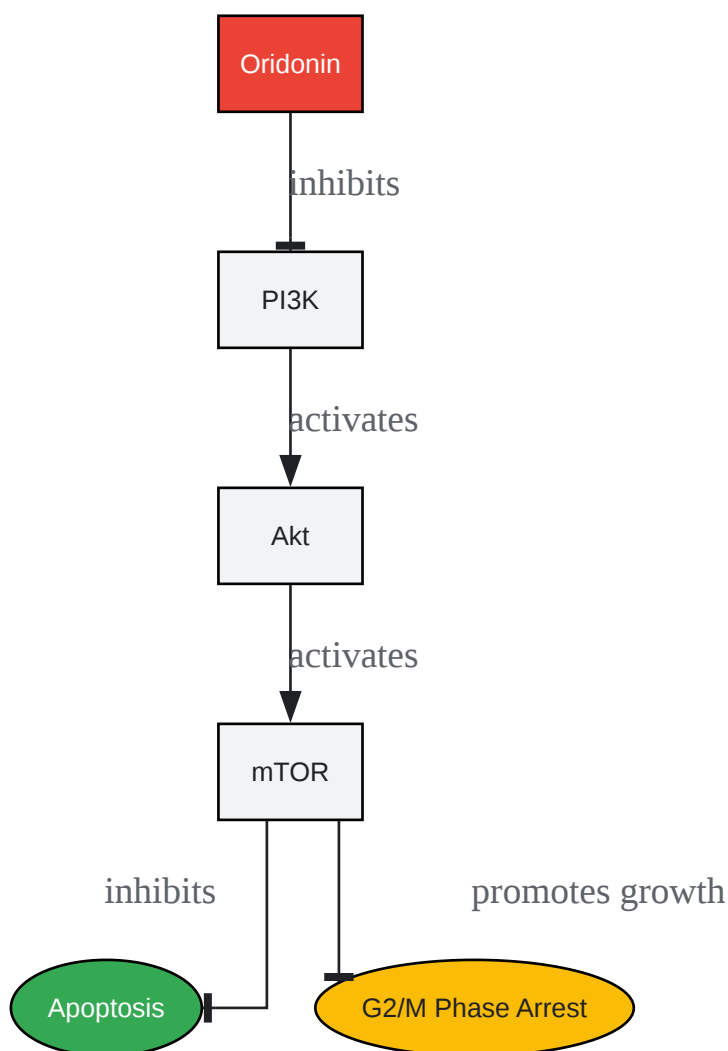 Oridonin
inhibits
PI3K
activates
Akt
activates
mTOR
inhibits
promotes growth
Apoptosis
G2/M Phase Arrest